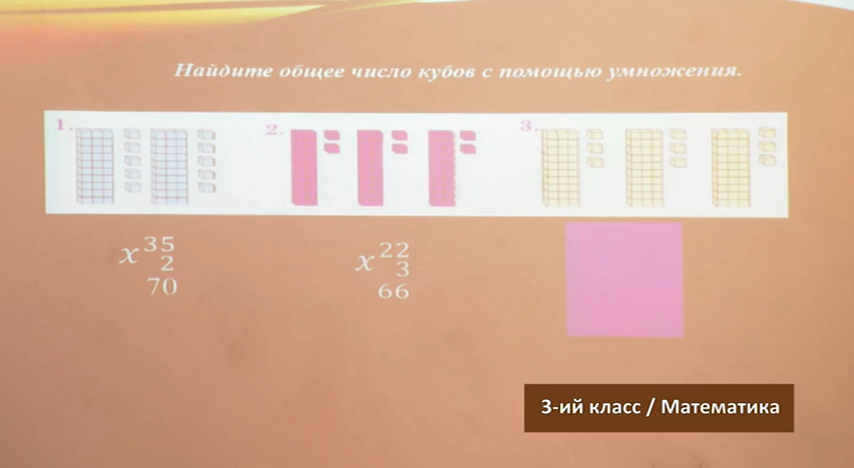 Найдите общее число кубов с помощью умножения.
1. 2. 3.
x 35
2
70
x 22
3
66
3-ий класс / Математика